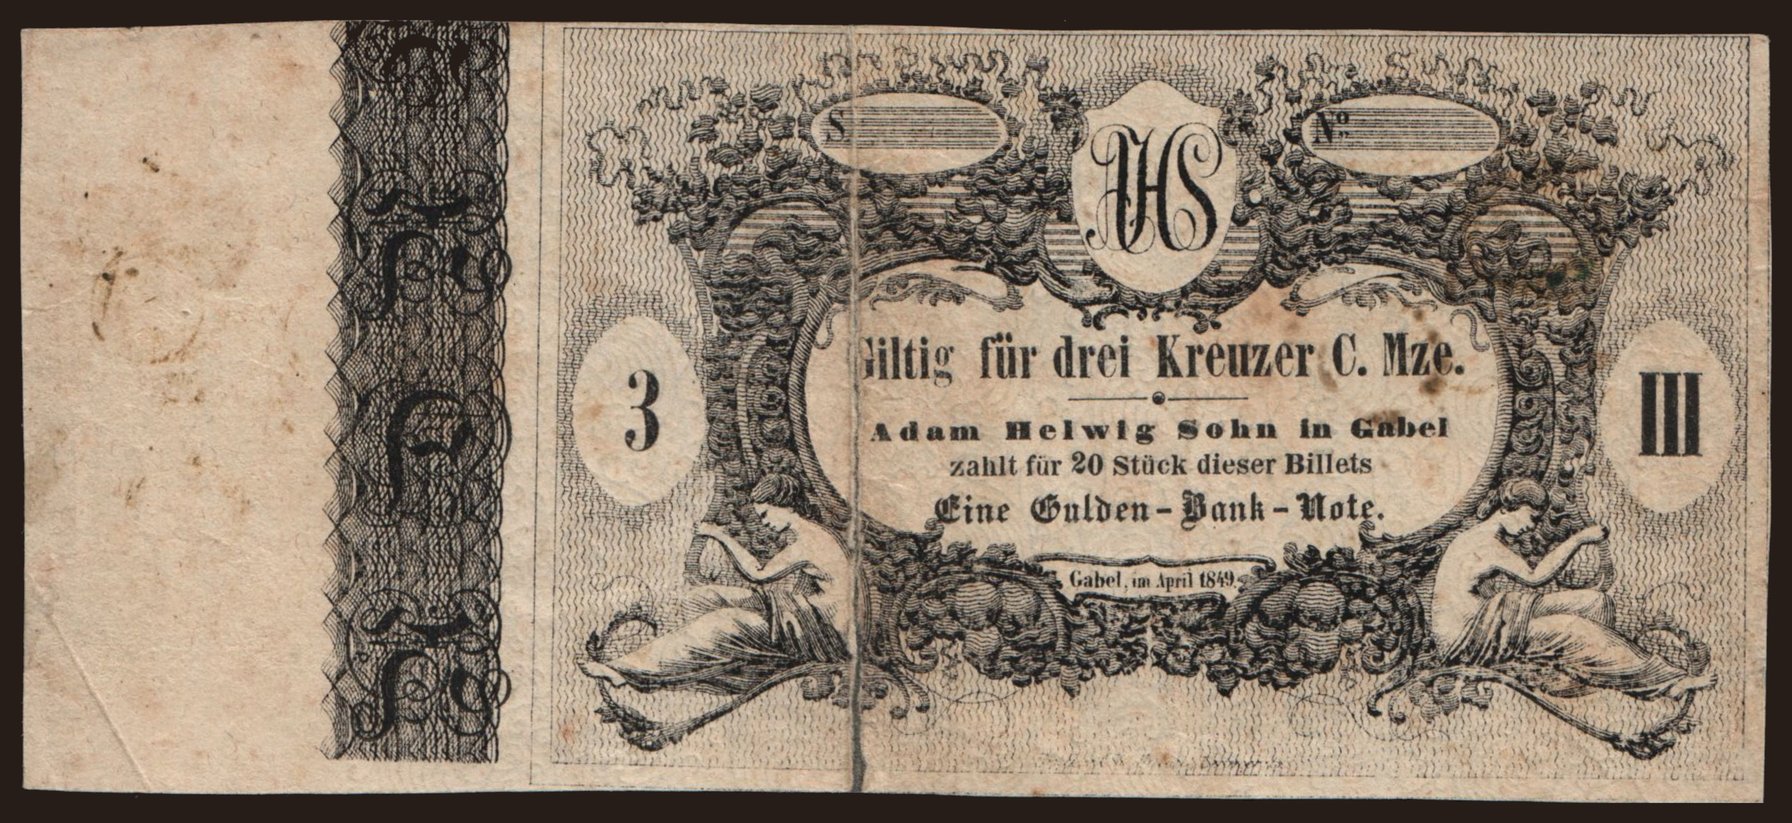 S
AHS
No
Giltig für drei Kreuzer C. Mze.
3
III
Adam Helwig Sohn in Gabel
zahlt für 20 Stück dieser Billets
Eine Gulden-Bank-Note.
Gabel, im April 1849.